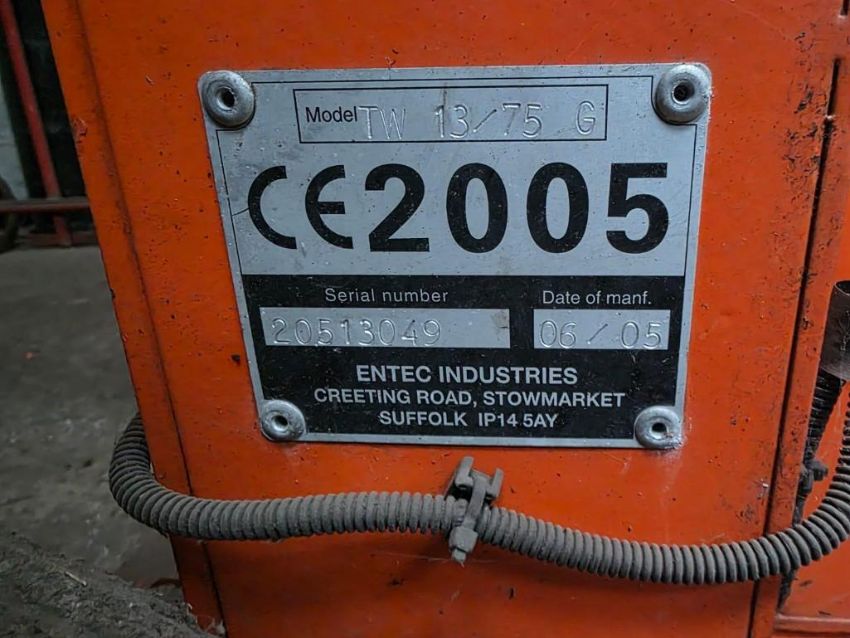 Model TW 13/75 G
CE 2005
Serial number Date of manf.
20513049 06/05
ENTEC INDUSTRIES
CREETING ROAD, STOWMARKET
SUFFOLK IP14 5AY